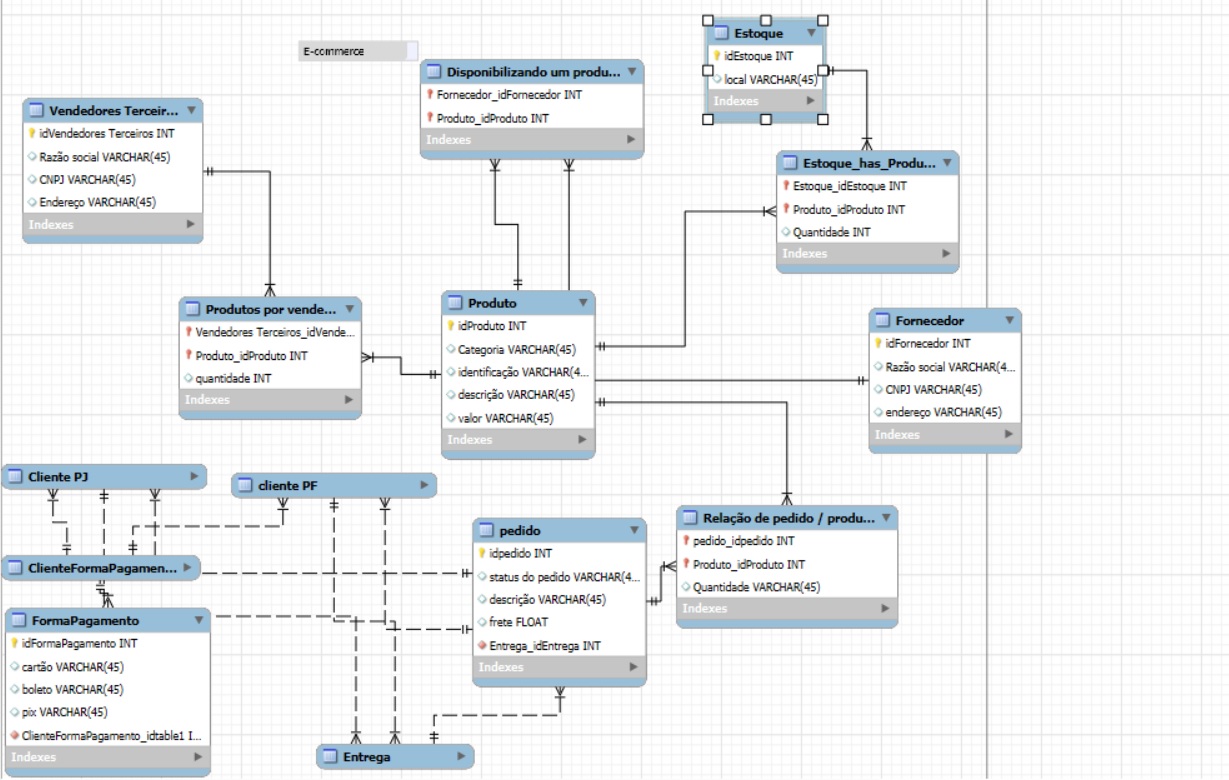 E-commerce
Estoque
idEstoque INT
local VARCHAR(45)
Indexes
Disponibilizando um produ...
Fornecedor_idFornecedor INT
Produto_idProduto INT
Indexes
Vendedores Terceir...
idVendedores Terceiros INT
Razão social VARCHAR(45)
CNPJ VARCHAR(45)
Endereço VARCHAR(45)
Indexes
Estoque_has_Produ...
Estoque_idEstoque INT
Produto_idProduto INT
Quantidade INT
Indexes
Produtos por vende...
Vendedores Terceiros_idVende...
Produto_idProduto INT
quantidade INT
Indexes
Produto
idProduto INT
Categoria VARCHAR(45)
identificação VARCHAR(4...
descrição VARCHAR(45)
valor VARCHAR(45)
Indexes
Fornecedor
idFornecedor INT
Razão social VARCHAR(4...
CNPJ VARCHAR(45)
endereço VARCHAR(45)
Indexes
Cliente PJ
cliente PF
ClienteFormaPagamen...
FormaPagamento
idFormaPagamento INT
cartão VARCHAR(45)
boleto VARCHAR(45)
pix VARCHAR(45)
ClienteFormaPagamento_idtable1 I...
Indexes
pedido
idpedido INT
status do pedido VARCHAR(4...
descrição VARCHAR(45)
frete FLOAT
Entrega_idEntrega INT
Indexes
Relação de pedido / produ...
pedido_idpedido INT
Produto_idProduto INT
Quantidade VARCHAR(45)
Indexes
Entrega